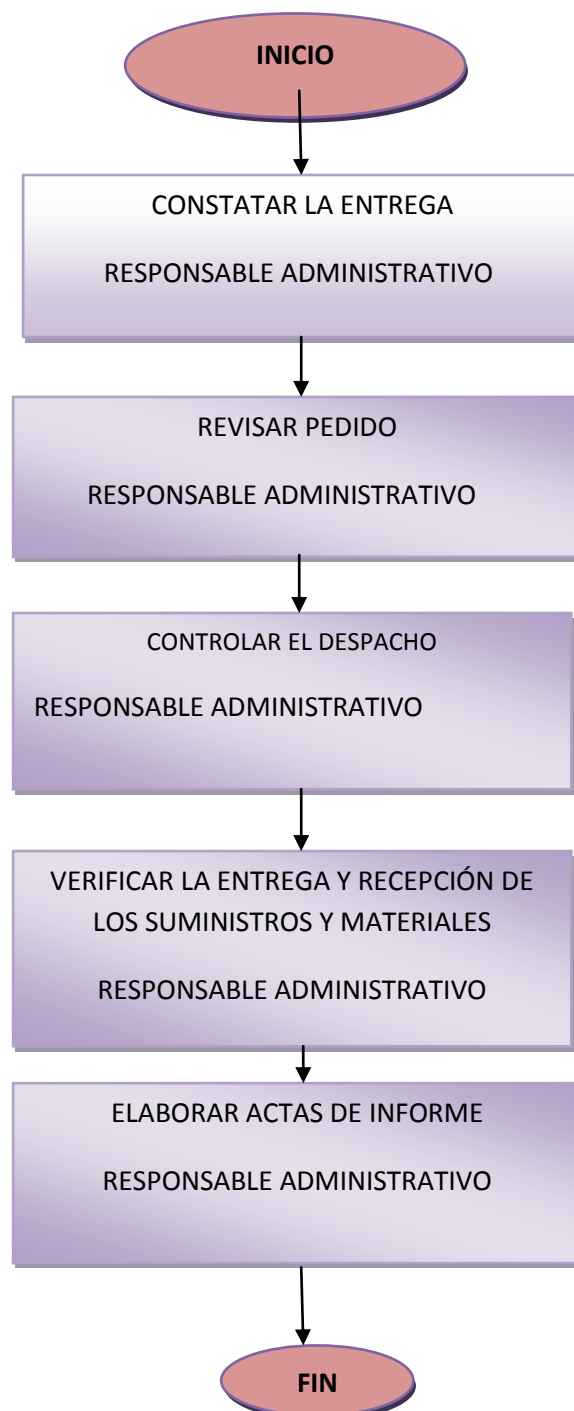 INICIO
CONSTATAR LA ENTREGA
RESPONSABLE ADMINISTRATIVO
REVISAR PEDIDO
RESPONSABLE ADMINISTRATIVO
CONTROLAR EL DESPACHO
RESPONSABLE ADMINISTRATIVO
VERIFICAR LA ENTREGA Y RECEPCIÓN DE
LOS SUMINISTROS Y MATERIALES
RESPONSABLE ADMINISTRATIVO
ELABORAR ACTAS DE INFORME
RESPONSABLE ADMINISTRATIVO
FIN